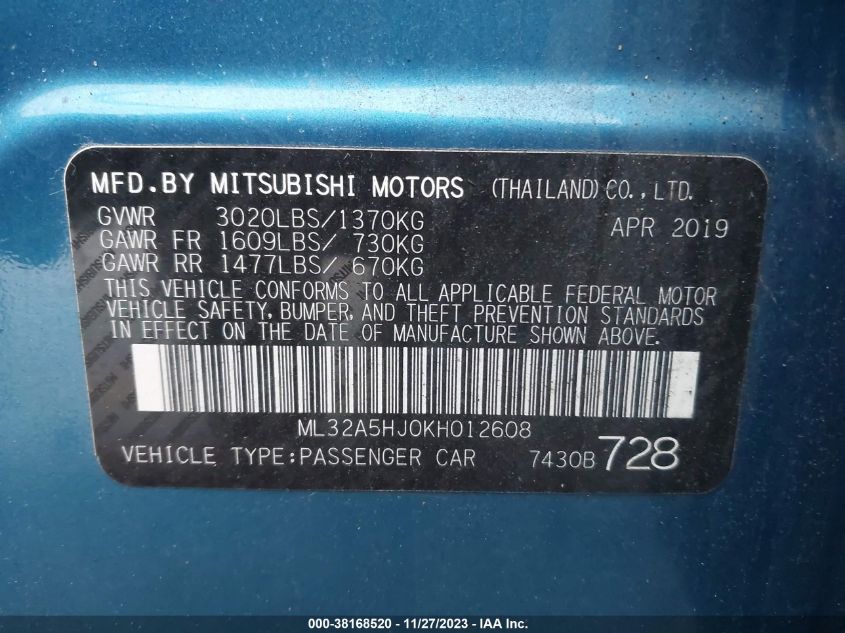 MFD.BY MITSUBISHI MOTORS (THAILAND) CO., LTD.
GVWR 3020LBS/1370KG APR 2019
GAWR FR 1609LBS/ 730KG
GAWR RR 1477LBS/ 670KG
THIS VEHICLE CONFORMS TO ALL APPLICABLE FEDERAL MOTOR
VEHICLE SAFETY, BUMPER, AND THEFT PREVENTION STANDARDS
IN EFFECT ON THE DATE OF MANUFACTURE SHOWN ABOVE.
ML32A5HJ0KH012608
VEHICLE TYPE:PASSENGER CAR 7430B 728
000-38168520 - 11/27/2023 - IAA Inc.